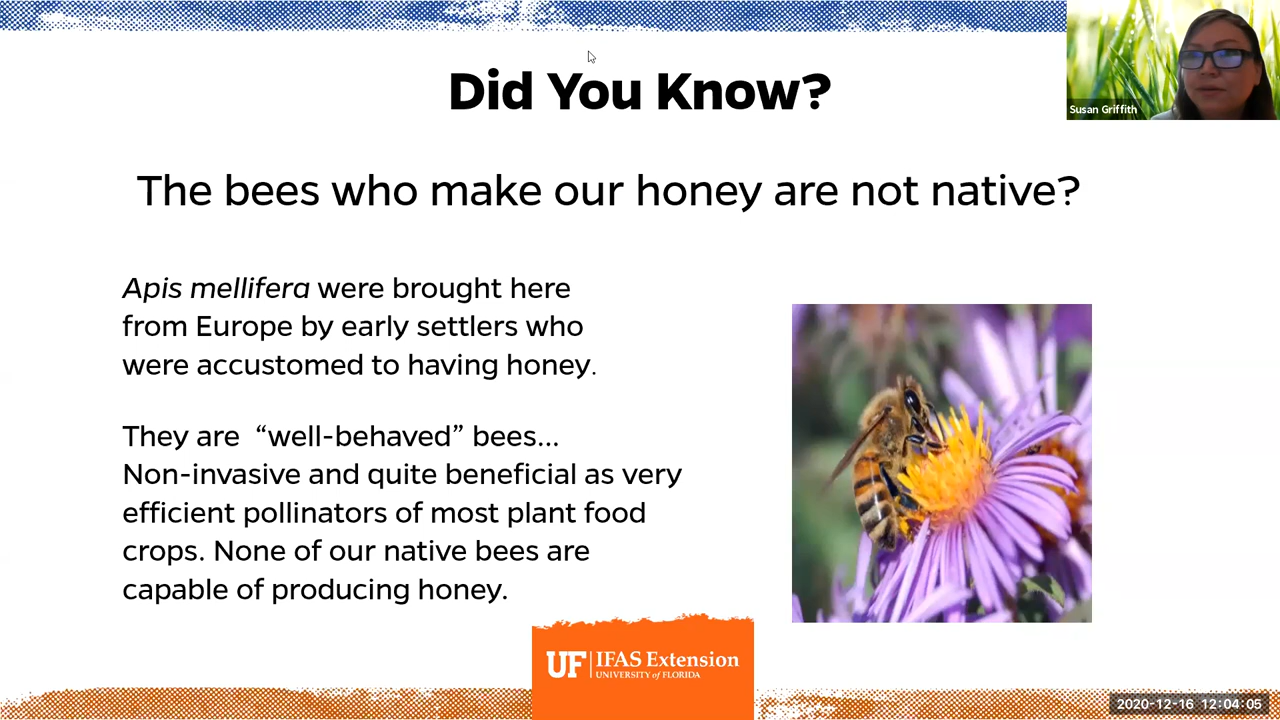 Did You Know?
Susan Griffith
The bees who make our honey are not native?
Apis mellifera were brought here
from Europe by early settlers who
were accustomed to having honey.
They are “well-behaved” bees...
Non-invasive and quite beneficial as very
efficient pollinators of most plant food
crops. None of our native bees are
capable of producing honey.
UF IFAS Extension
UNIVERSITY of FLORIDA
2020-12-16 12:04:05